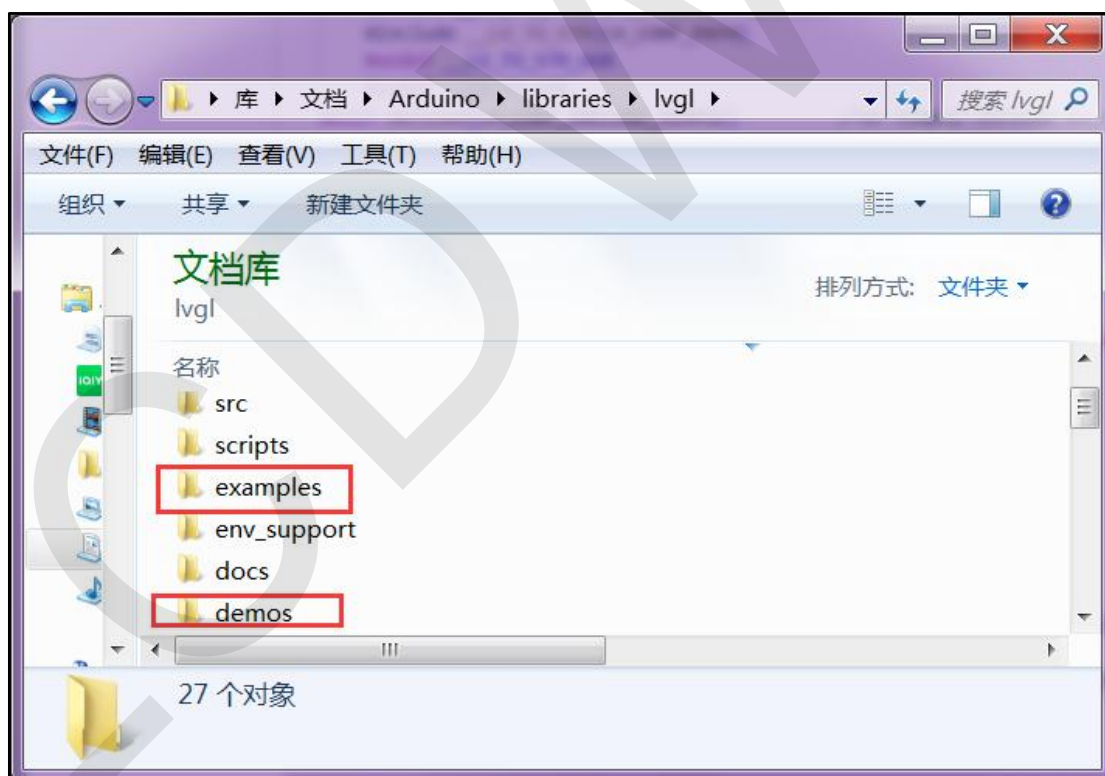 库 ▸ 文档 ▸ Arduino ▸ libraries ▸ lvgl ▸ 搜索 lvgl
文件(F) 编辑(E) 查看(V) 工具(T) 帮助(H)
组织 ▾ 共享 ▾ 新建文件夹
文档库
lvgl
排列方式: 文件夹 ▾
名称
src
scripts
examples
env_support
docs
demos
27 个对象